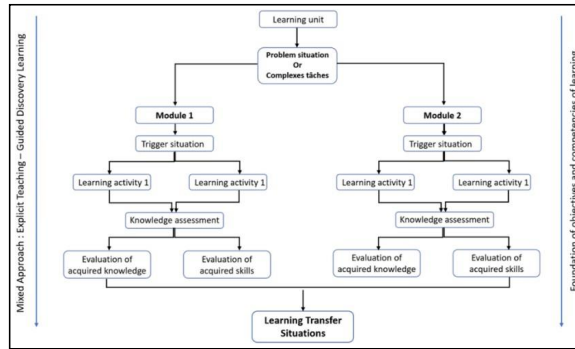 Learning unit
Problem situation
Or
Complexes tâches
Module 1
Module 2
Trigger situation
Trigger situation
Learning activity 1
Learning activity 1
Learning activity 1
Learning activity 1
Knowledge assessment
Knowledge assessment
Evaluation of
acquired knowledge
Evaluation of
acquired skills
Evaluation of
acquired knowledge
Evaluation of
acquired skills
Learning Transfer
Situations
Mixed Approach : Explicit Teaching – Guided Discovery Learning
Foundation of objectives and competencies of learning